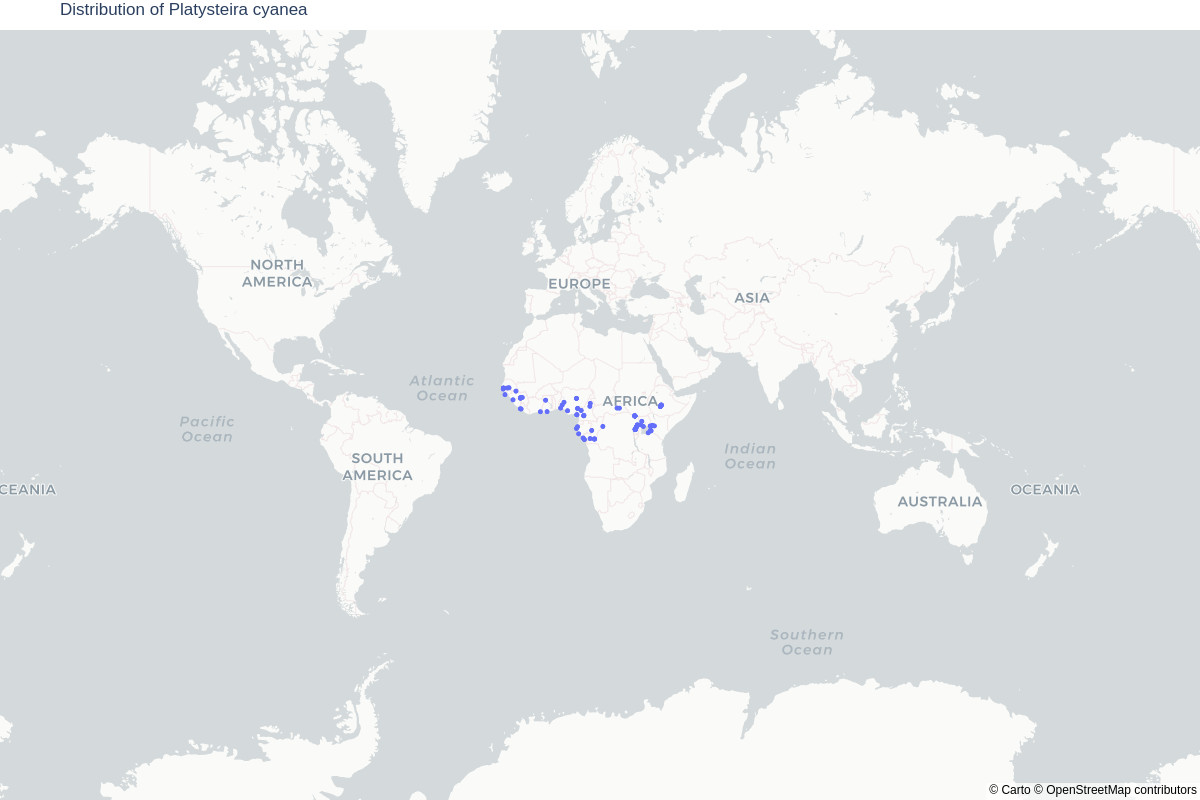 Distribution of Platysteira cyanea
NORTH
AMERICA
EUROPE
ASIA
Atlantic
Ocean
AFRICA
Pacific
Ocean
Indian
Ocean
SOUTH
AMERICA
CEANIA
AUSTRALIA
OCEANIA
Southern
Ocean
© Carto © OpenStreetMap contributors